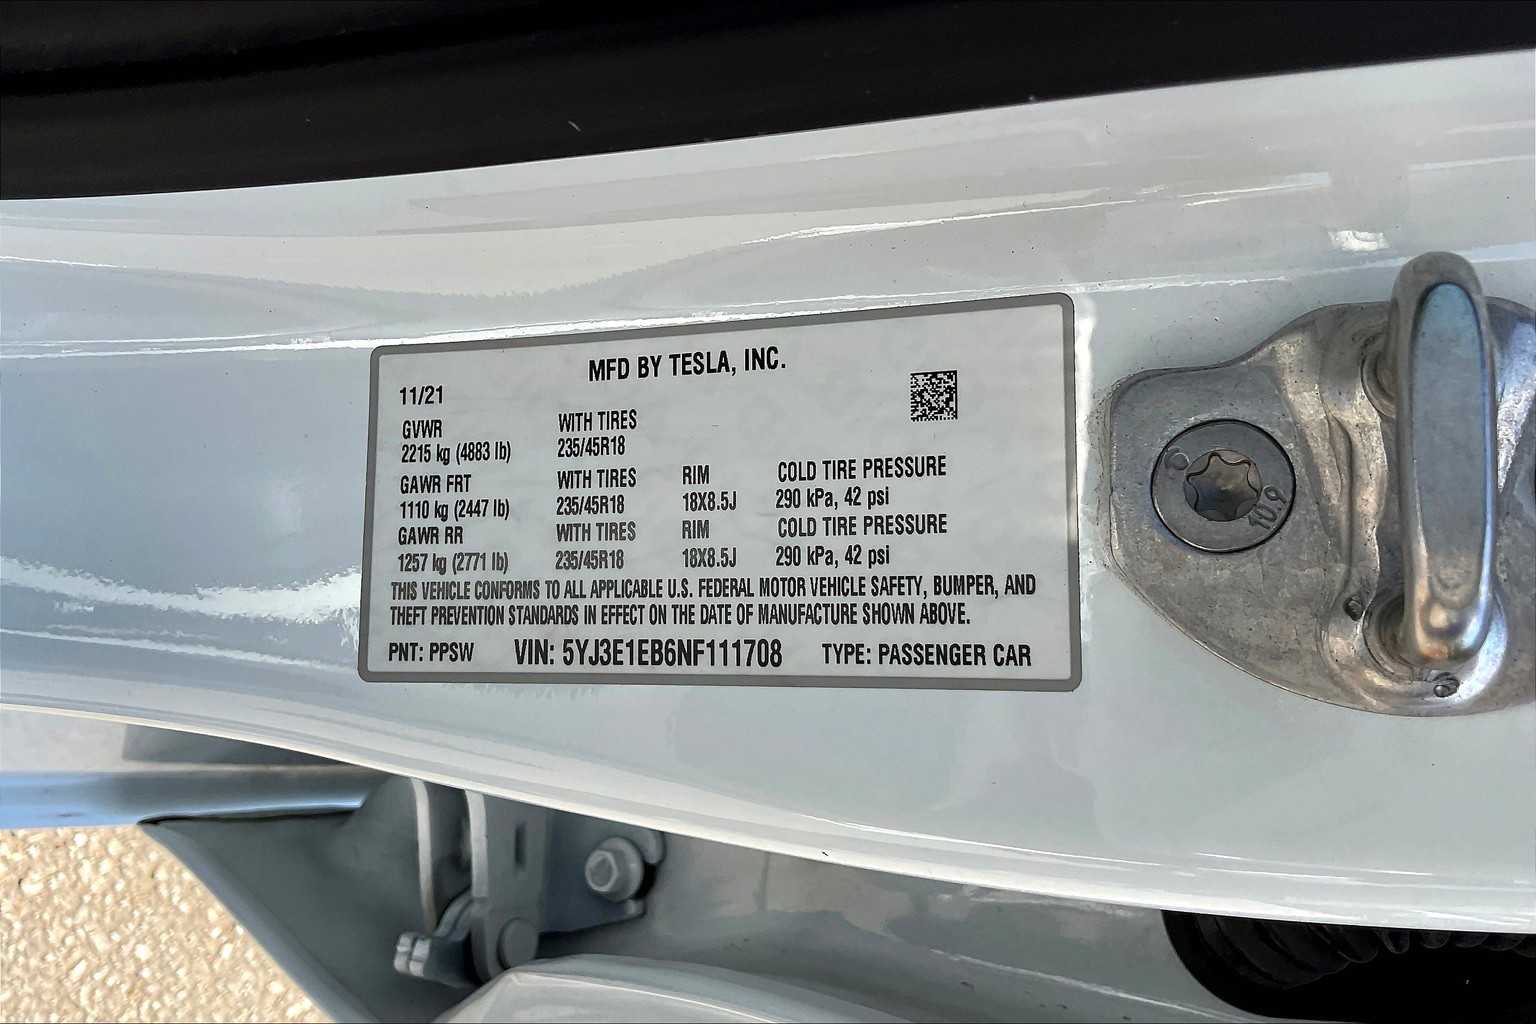 MFD BY TESLA, INC.
11/21
GVWR WITH TIRES
2215 kg (4883 lb) 235/45R18
GAWR FRT WITH TIRES RIM COLD TIRE PRESSURE
1110 kg (2447 lb) 235/45R18 18X8.5J 290 kPa, 42 psi
GAWR RR WITH TIRES RIM COLD TIRE PRESSURE
1257 kg (2771 lb) 235/45R18 18X8.5J 290 kPa, 42 psi
THIS VEHICLE CONFORMS TO ALL APPLICABLE U.S. FEDERAL MOTOR VEHICLE SAFETY, BUMPER, AND
THEFT PREVENTION STANDARDS IN EFFECT ON THE DATE OF MANUFACTURE SHOWN ABOVE.
PNT: PPSW VIN: 5YJ3E1EB6NF111708 TYPE: PASSENGER CAR
10.9